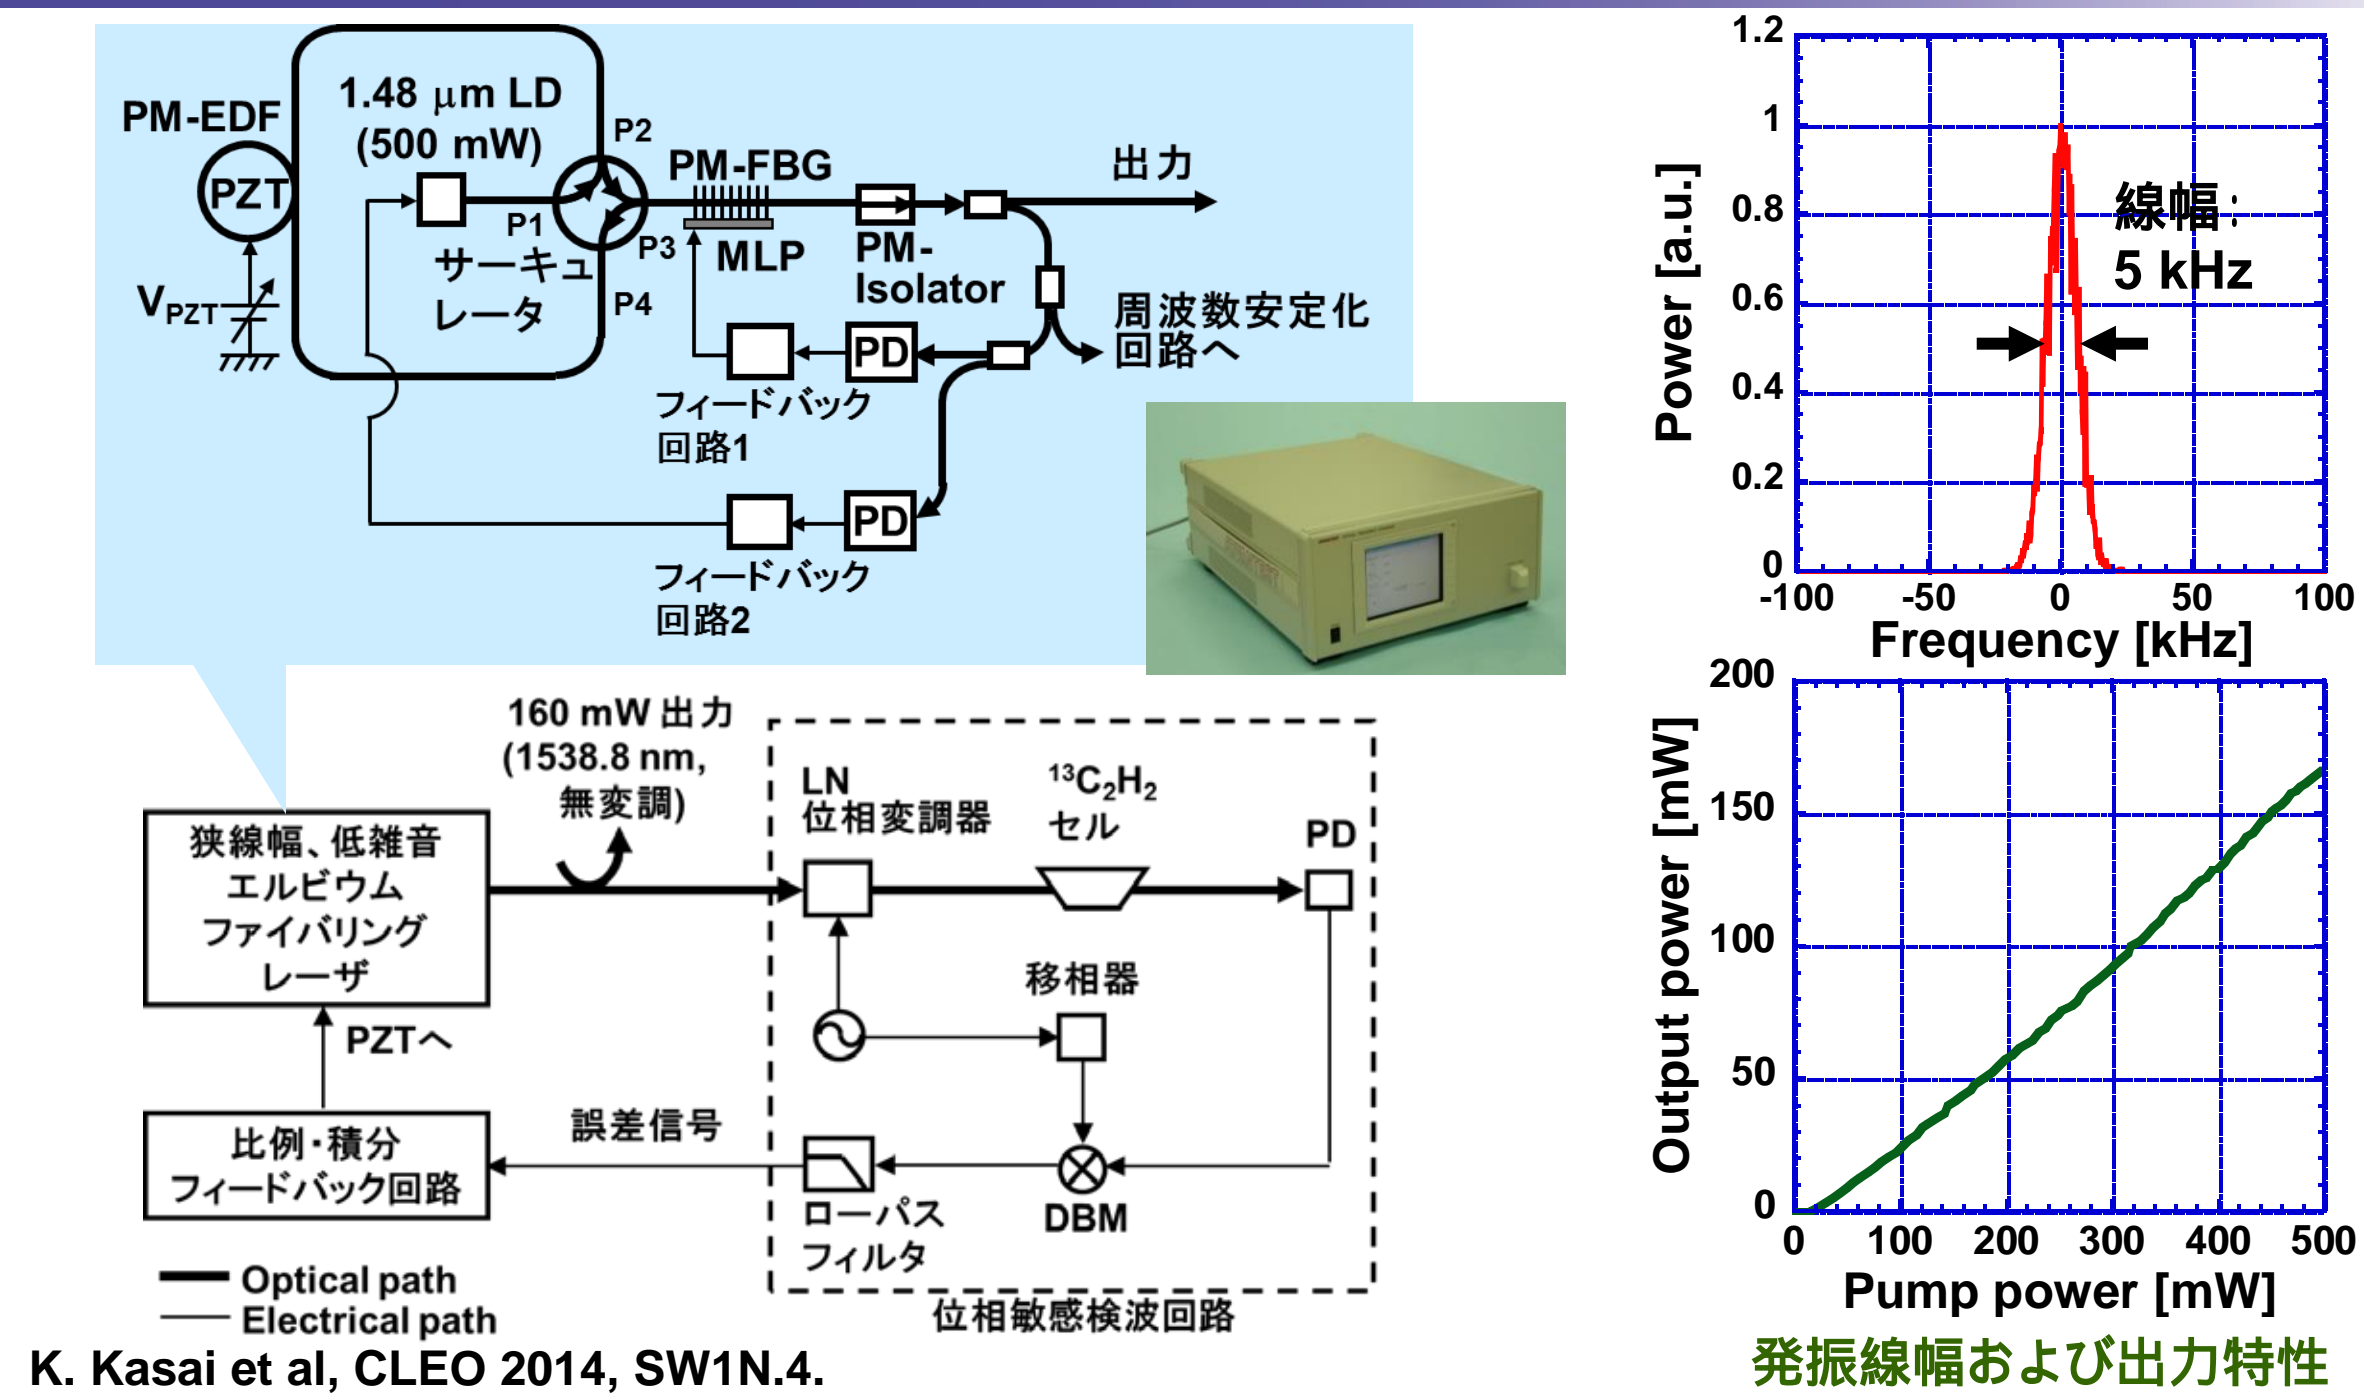 PM-EDF
PZT
V_PZT
1.48 μm LD
(500 mW)
P1
P2
P3
P4
サーキュ
レータ
PM-FBG
MLP
PM-
Isolator
出力
周波数安定化
回路へ
PD
フィードバック
回路1
PD
フィードバック
回路2
160 mW 出力
(1538.8 nm,
無変調)
狭線幅、低雑音
エルビウム
ファイバリング
レーザ
PZTへ
比例・積分
フィードバック回路
誤差信号
LN
位相変調器
¹³C₂H₂
セル
PD
移相器
DBM
ローパス
フィルタ
位相敏感検波回路
Optical path
Electrical path
K. Kasai et al, CLEO 2014, SW1N.4.
Power [a.u.]
1.2
1
0.8
0.6
0.4
0.2
0
線幅:
5 kHz
-100 -50 0 50 100
Frequency [kHz]
Output power [mW]
200
150
100
50
0
0 100 200 300 400 500
Pump power [mW]
発振線幅および出力特性